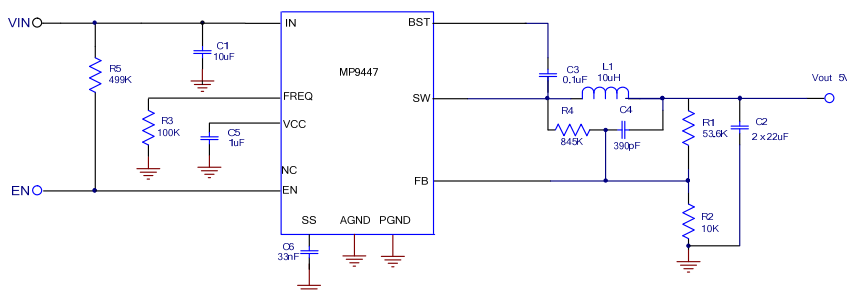 VIN
IN
BST
C1
10uF
R5
499K
MP9447
C3
0.1uF
L1
10uH
Vout 5V
FREQ
SW
R3
100K
VCC
C5
1uF
R4
845K
C4
390pF
R1
53.6K
C2
2 x 22uF
NC
EN
EN
FB
SS
AGND
PGND
R2
10K
C6
33nF